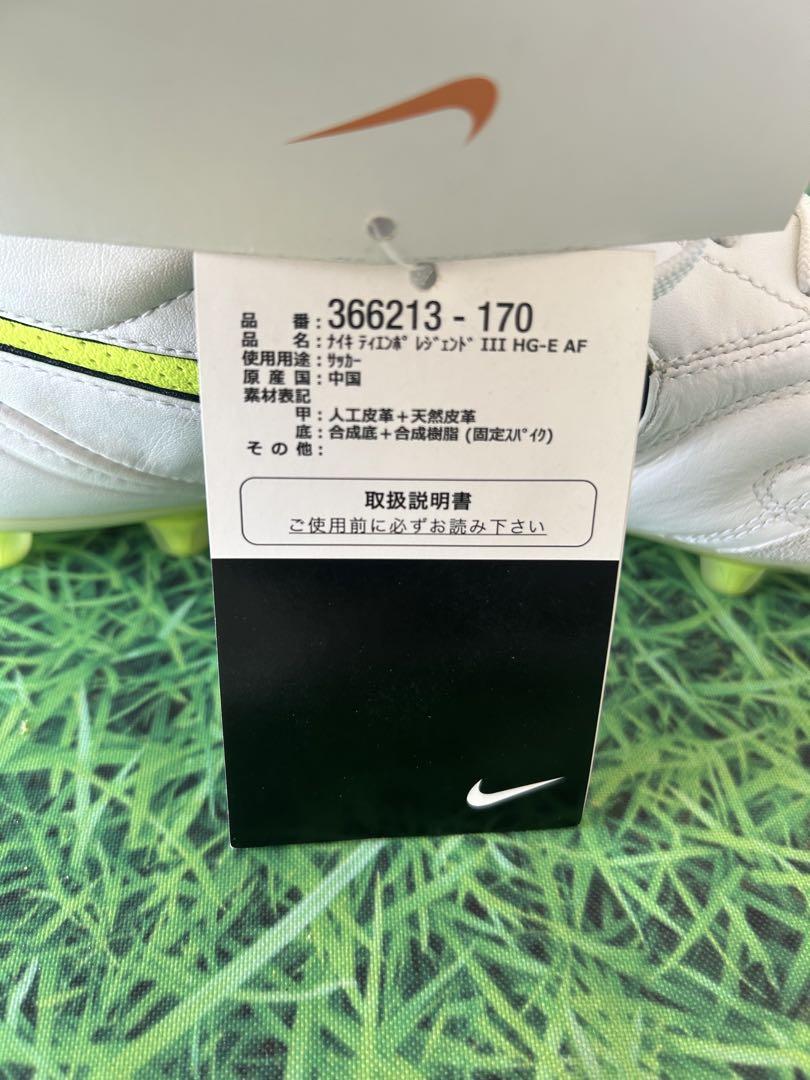 品 番 : 366213 - 170
品 名 : ﾅｲｷ ﾃｨｴﾝﾎﾟ ﾚｼﾞｪﾝﾄﾞ III HG-E AF
使用用途 : ｻｯｶｰ
原 産 国 : 中国
素材表記
甲 : 人工皮革＋天然皮革
底 : 合成底＋合成樹脂 (固定ｽﾊﾟｲｸ)
そ の 他 :
取扱説明書
ご使用前に必ずお読み下さい